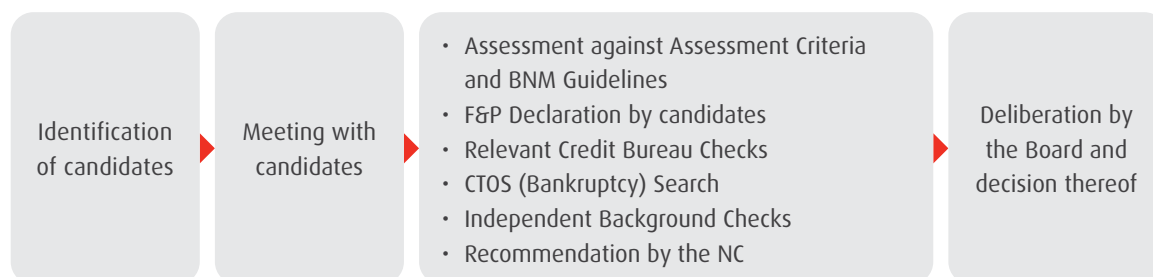 Identification
of candidates
Meeting with
candidates
• Assessment against Assessment Criteria
and BNM Guidelines
• F&P Declaration by candidates
• Relevant Credit Bureau Checks
• CTOS (Bankruptcy) Search
• Independent Background Checks
• Recommendation by the NC
Deliberation by
the Board and
decision thereof